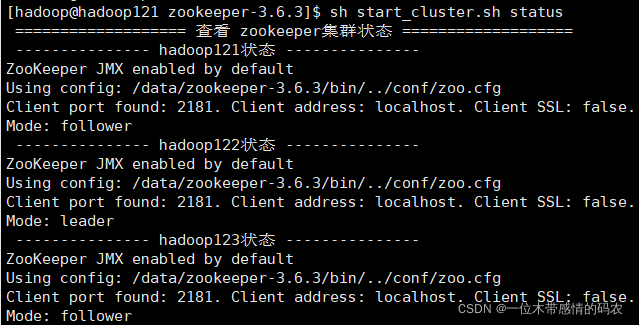 [hadoop@hadoop121 zookeeper-3.6.3]$ sh start_cluster.sh status
=================== 查看 zookeeper集群状态 ===================
--------------- hadoop121状态 ---------------
ZooKeeper JMX enabled by default
Using config: /data/zookeeper-3.6.3/bin/../conf/zoo.cfg
Client port found: 2181. Client address: localhost. Client SSL: false.
Mode: follower
--------------- hadoop122状态 ---------------
ZooKeeper JMX enabled by default
Using config: /data/zookeeper-3.6.3/bin/../conf/zoo.cfg
Client port found: 2181. Client address: localhost. Client SSL: false.
Mode: leader
--------------- hadoop123状态 ---------------
ZooKeeper JMX enabled by default
Using config: /data/zookeeper-3.6.3/bin/../conf/zoo.cfg
Client port found: 2181. Client address: localhost. Client SSL: false.
Mode: follower
CSDN @一位木带感情的码农